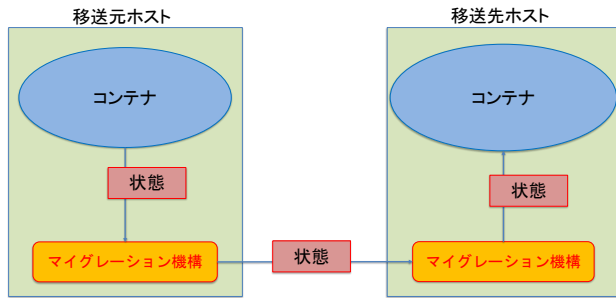 移送元ホスト
移送先ホスト
コンテナ
コンテナ
状態
状態
状態
マイグレーション機構
マイグレーション機構